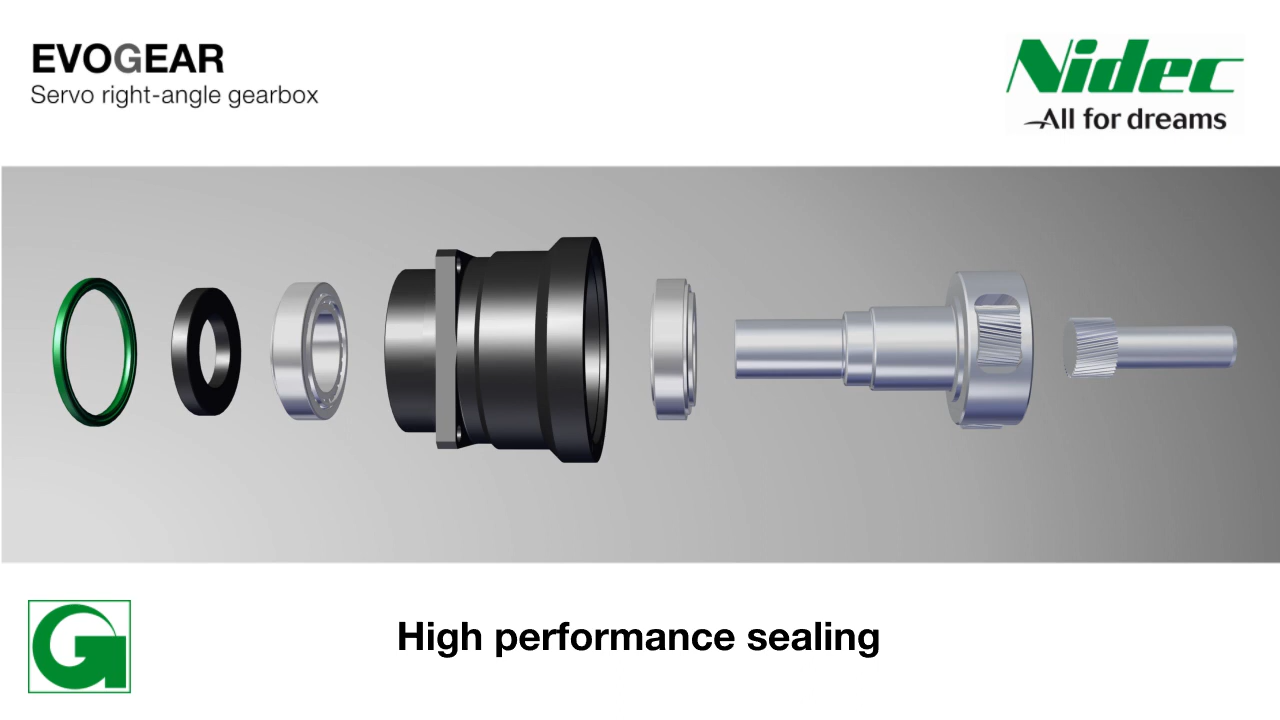 EVOGEAR
Servo right-angle gearbox
Nidec
All for dreams
High performance sealing
G